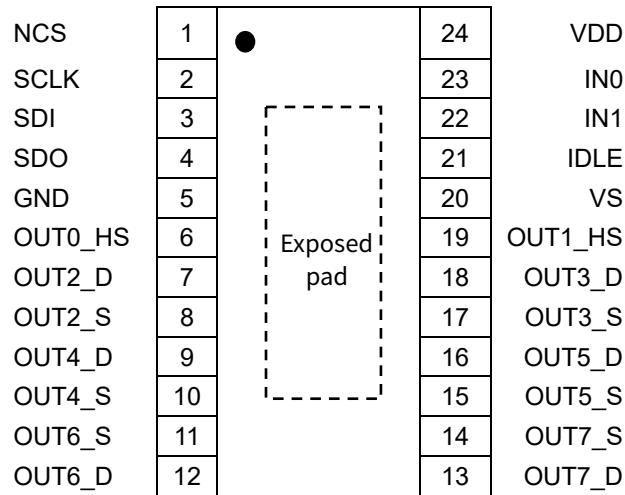 NCS 1 24 VDD
SCLK 2 23 IN0
SDI 3 22 IN1
SDO 4 21 IDLE
GND 5 20 VS
OUT0_HS 6 19 OUT1_HS
Exposed
OUT2_D 7 pad 18 OUT3_D
OUT2_S 8 17 OUT3_S
OUT4_D 9 16 OUT5_D
OUT4_S 10 15 OUT5_S
OUT6_S 11 14 OUT7_S
OUT6_D 12 13 OUT7_D